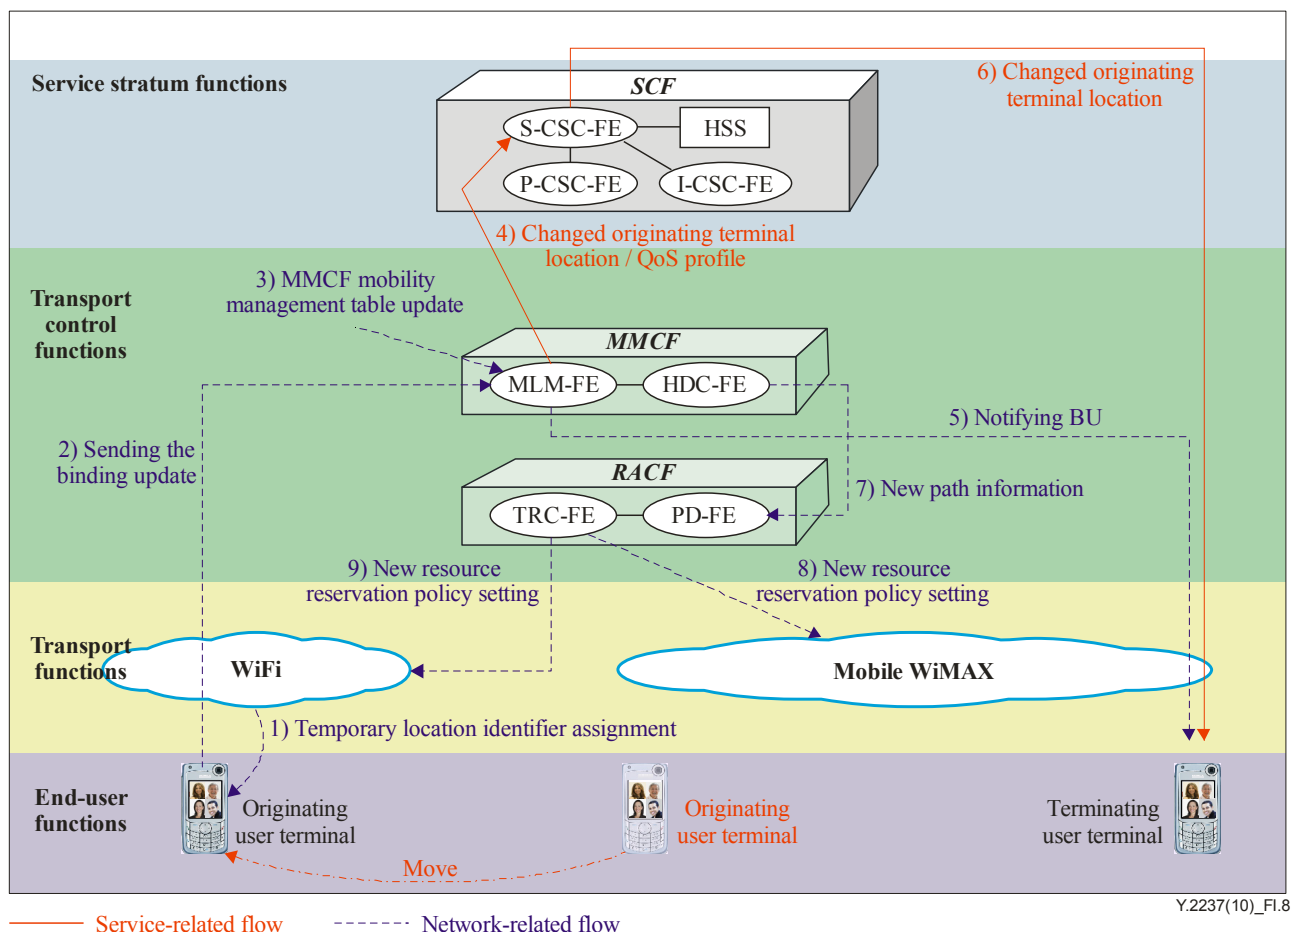 Service stratum functions
SCF
S-CSC-FE
HSS
P-CSC-FE
I-CSC-FE
6) Changed originating
terminal location
4) Changed originating terminal
location / QoS profile
3) MMCF mobility
management table update
Transport
control
functions
MMCF
MLM-FE
HDC-FE
5) Notifying BU
2) Sending the
binding update
RACF
TRC-FE
PD-FE
7) New path information
9) New resource
reservation policy setting
8) New resource
reservation policy setting
Transport
functions
WiFi
Mobile WiMAX
1) Temporary location identifier assignment
End-user
functions
Originating
user terminal
Originating
user terminal
Terminating
user terminal
Move
Y.2237(10)_FI.8
Service-related flow
Network-related flow